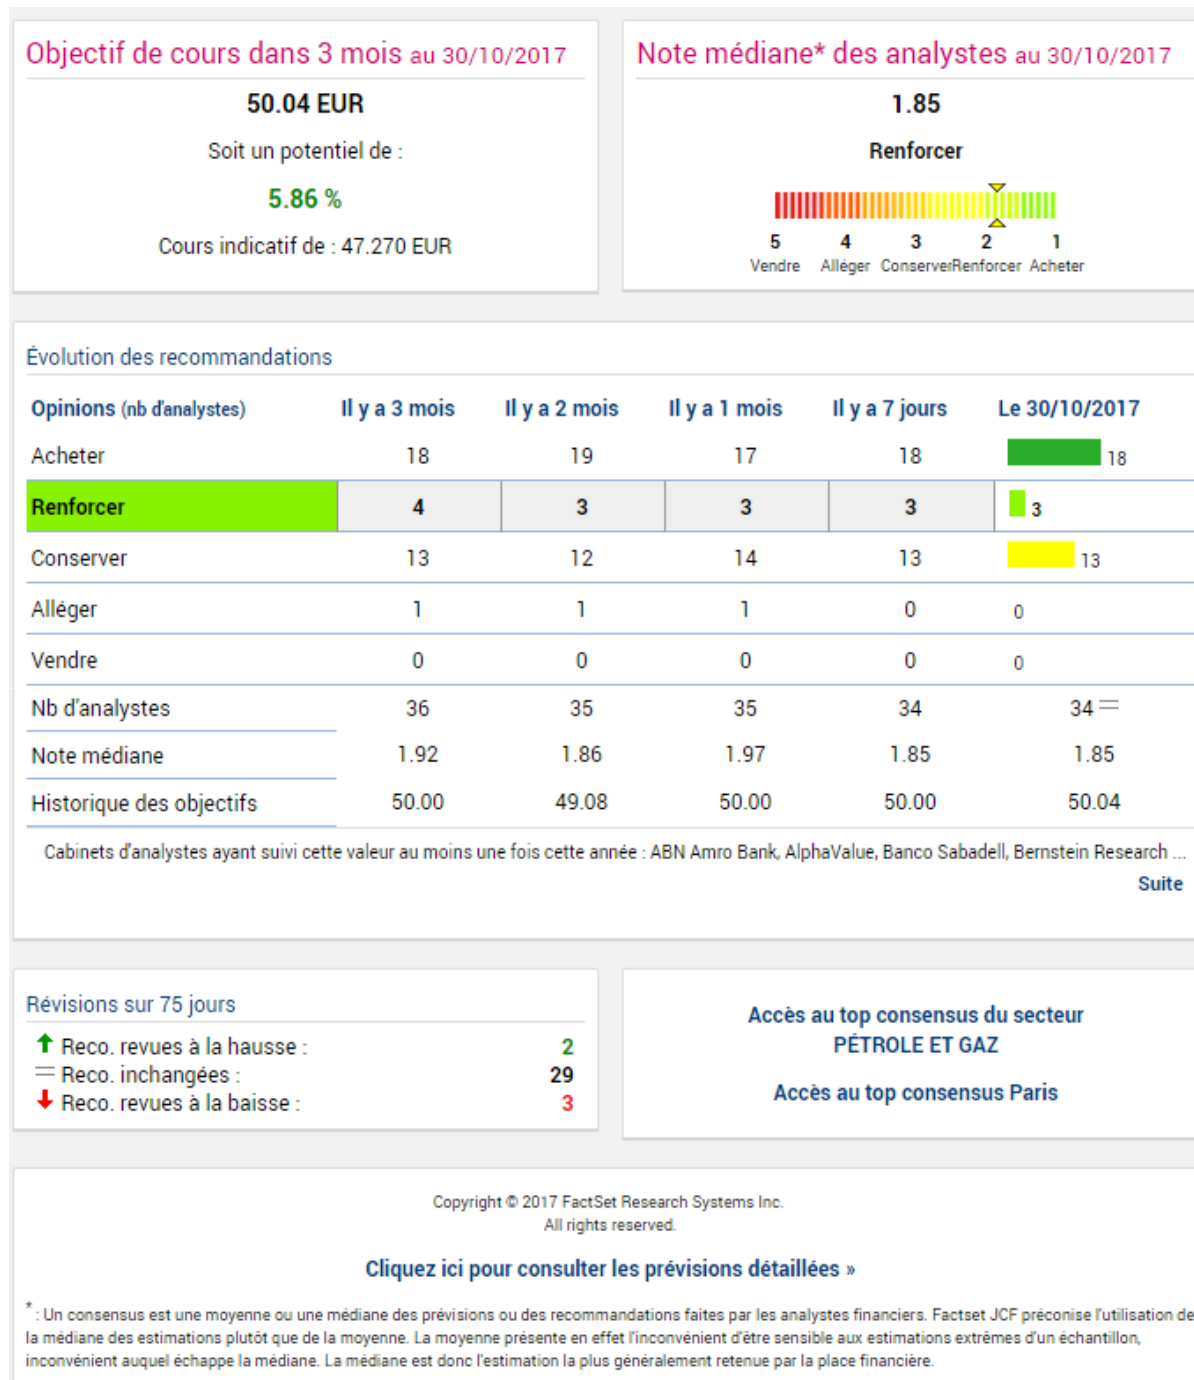 Objectif de cours dans 3 mois au 30/10/2017
50.04 EUR
Soit un potentiel de :
5.86 %
Cours indicatif de : 47.270 EUR
Note médiane* des analystes au 30/10/2017
1.85
Renforcer
5 4 3 2 1
Vendre Alléger Conserver Renforcer Acheter
Évolution des recommandations
Opinions (nb d'analystes) Il y a 3 mois Il y a 2 mois Il y a 1 mois Il y a 7 jours Le 30/10/2017
Acheter 18 19 17 18 18
Renforcer 4 3 3 3 3
Conserver 13 12 14 13 13
Alléger 1 1 1 0 0
Vendre 0 0 0 0 0
Nb d'analystes 36 35 35 34 34 =
Note médiane 1.92 1.86 1.97 1.85 1.85
Historique des objectifs 50.00 49.08 50.00 50.00 50.04
Cabinets d'analystes ayant suivi cette valeur au moins une fois cette année : ABN Amro Bank, AlphaValue, Banco Sabadell, Bernstein Research ...
Suite
Révisions sur 75 jours
Reco. revues à la hausse : 2
Reco. inchangées : 29
Reco. revues à la baisse : 3
Accès au top consensus du secteur
PÉTROLE ET GAZ
Accès au top consensus Paris
Copyright © 2017 FactSet Research Systems Inc.
All rights reserved.
Cliquez ici pour consulter les prévisions détaillées »
* : Un consensus est une moyenne ou une médiane des prévisions ou des recommandations faites par les analystes financiers. Factset JCF préconise l'utilisation de
la médiane des estimations plutôt que de la moyenne. La moyenne présente en effet l'inconvénient d'être sensible aux estimations extrêmes d'un échantillon,
inconvénient auquel échappe la médiane. La médiane est donc l'estimation la plus généralement retenue par la place financière.